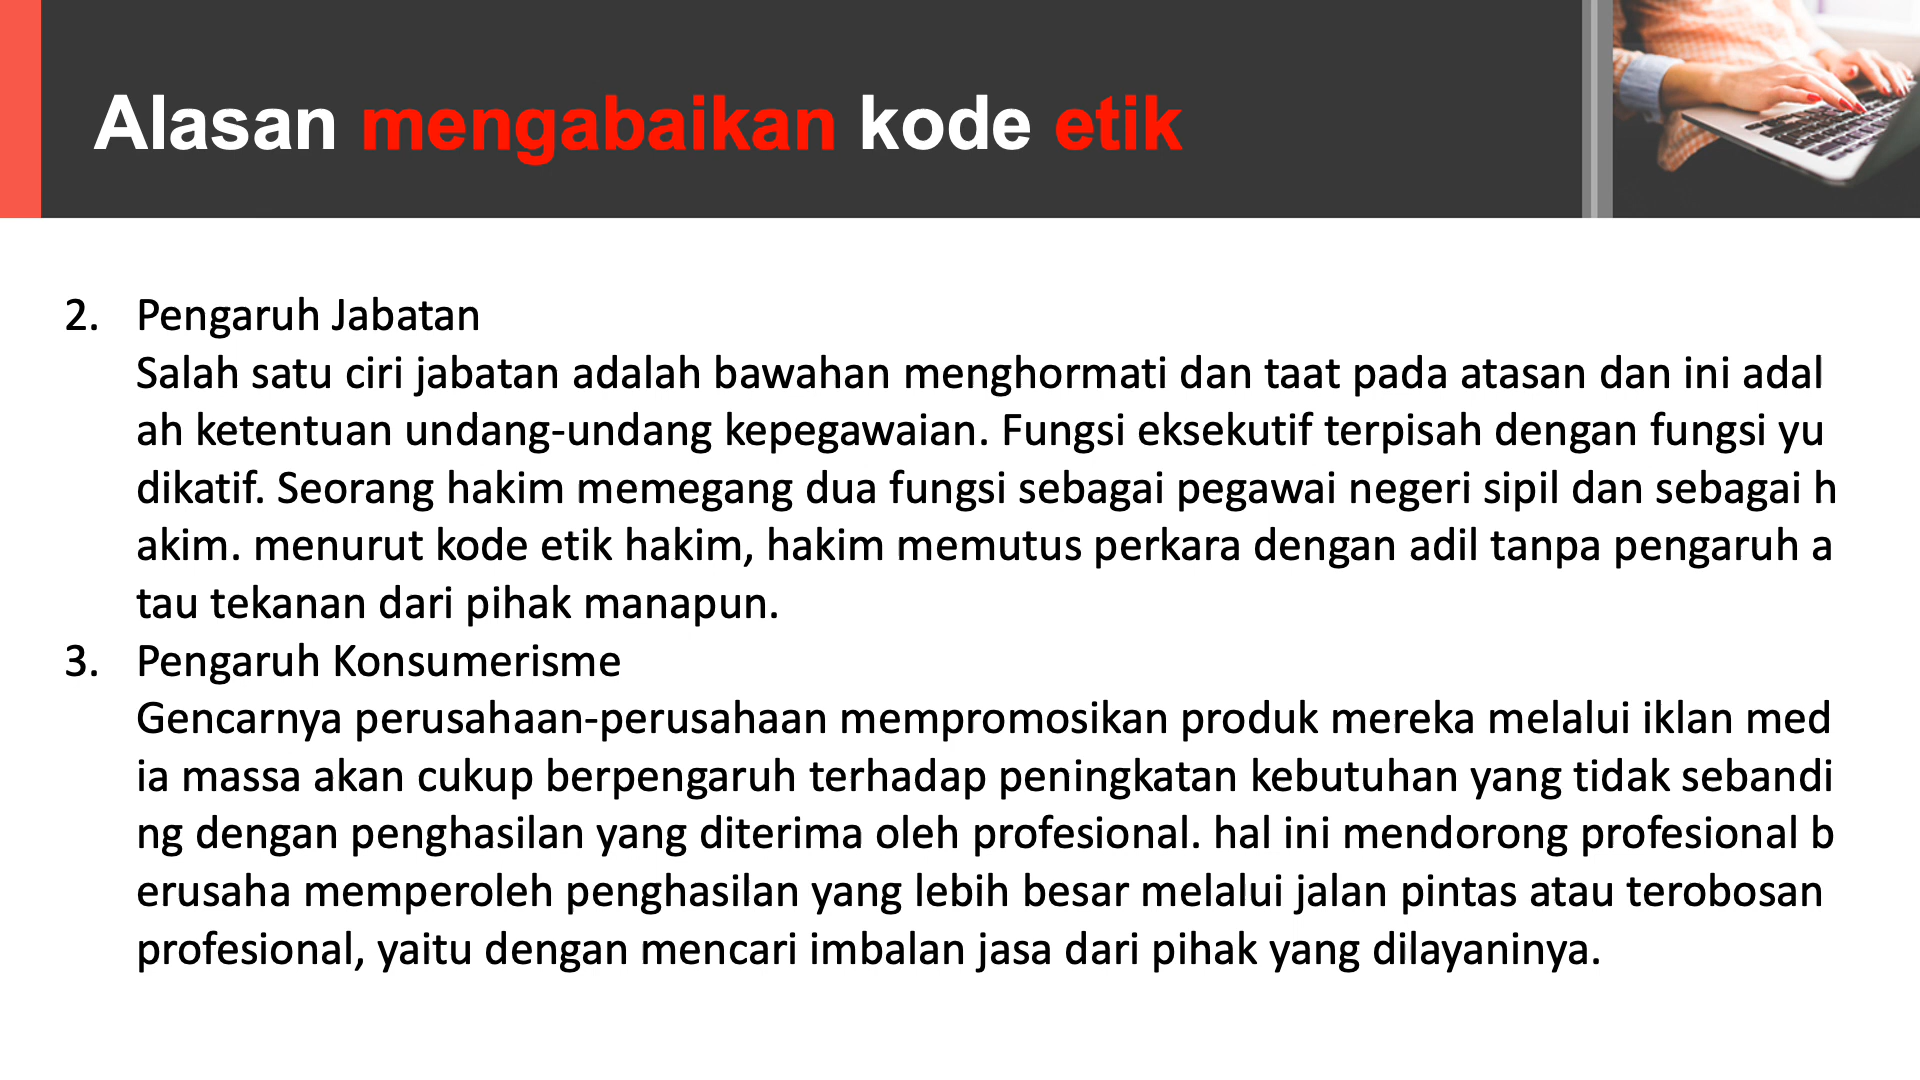 Alasan mengabaikan kode etik
2. Pengaruh Jabatan
Salah satu ciri jabatan adalah bawahan menghormati dan taat pada atasan dan ini adal
ah ketentuan undang-undang kepegawaian. Fungsi eksekutif terpisah dengan fungsi yu
dikatif. Seorang hakim memegang dua fungsi sebagai pegawai negeri sipil dan sebagai h
akim. menurut kode etik hakim, hakim memutus perkara dengan adil tanpa pengaruh a
tau tekanan dari pihak manapun.
3. Pengaruh Konsumerisme
Gencarnya perusahaan-perusahaan mempromosikan produk mereka melalui iklan med
ia massa akan cukup berpengaruh terhadap peningkatan kebutuhan yang tidak sebandi
ng dengan penghasilan yang diterima oleh profesional. hal ini mendorong profesional b
erusaha memperoleh penghasilan yang lebih besar melalui jalan pintas atau terobosan
profesional, yaitu dengan mencari imbalan jasa dari pihak yang dilayaninya.